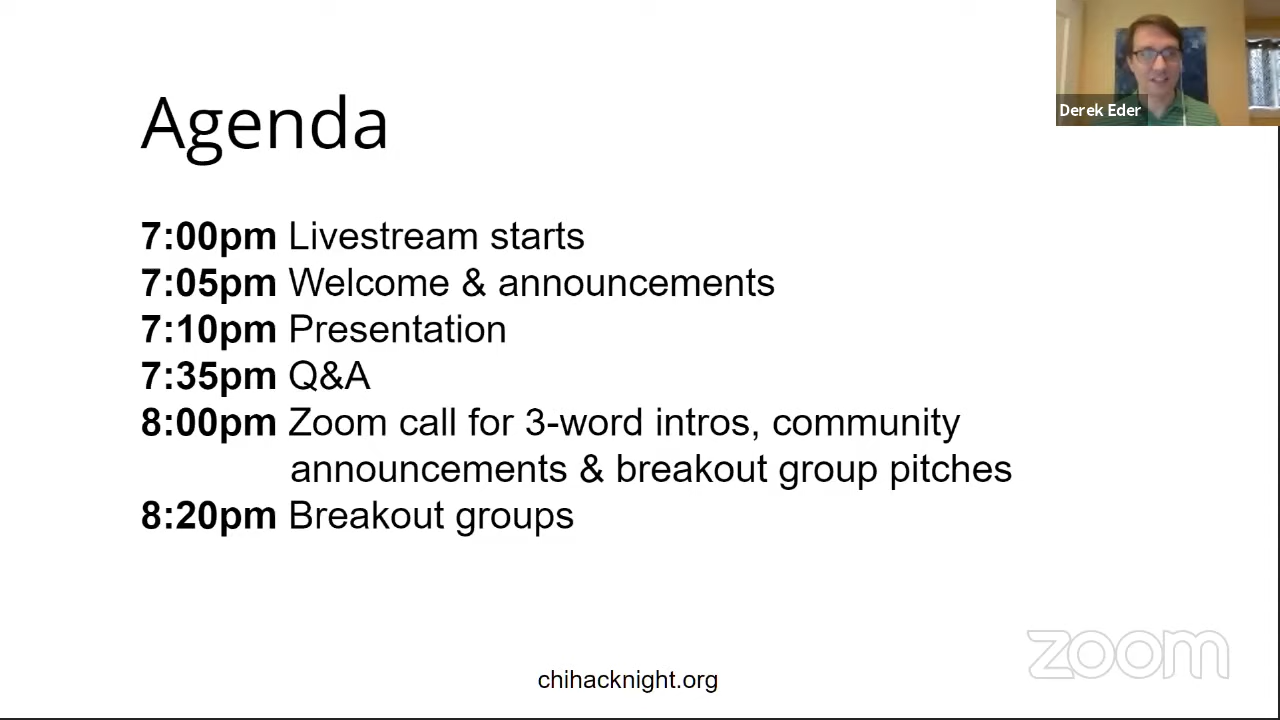 Derek Eder
Agenda
7:00pm Livestream starts
7:05pm Welcome & announcements
7:10pm Presentation
7:35pm Q&A
8:00pm Zoom call for 3-word intros, community
announcements & breakout group pitches
8:20pm Breakout groups
zoom
chihacknight.org